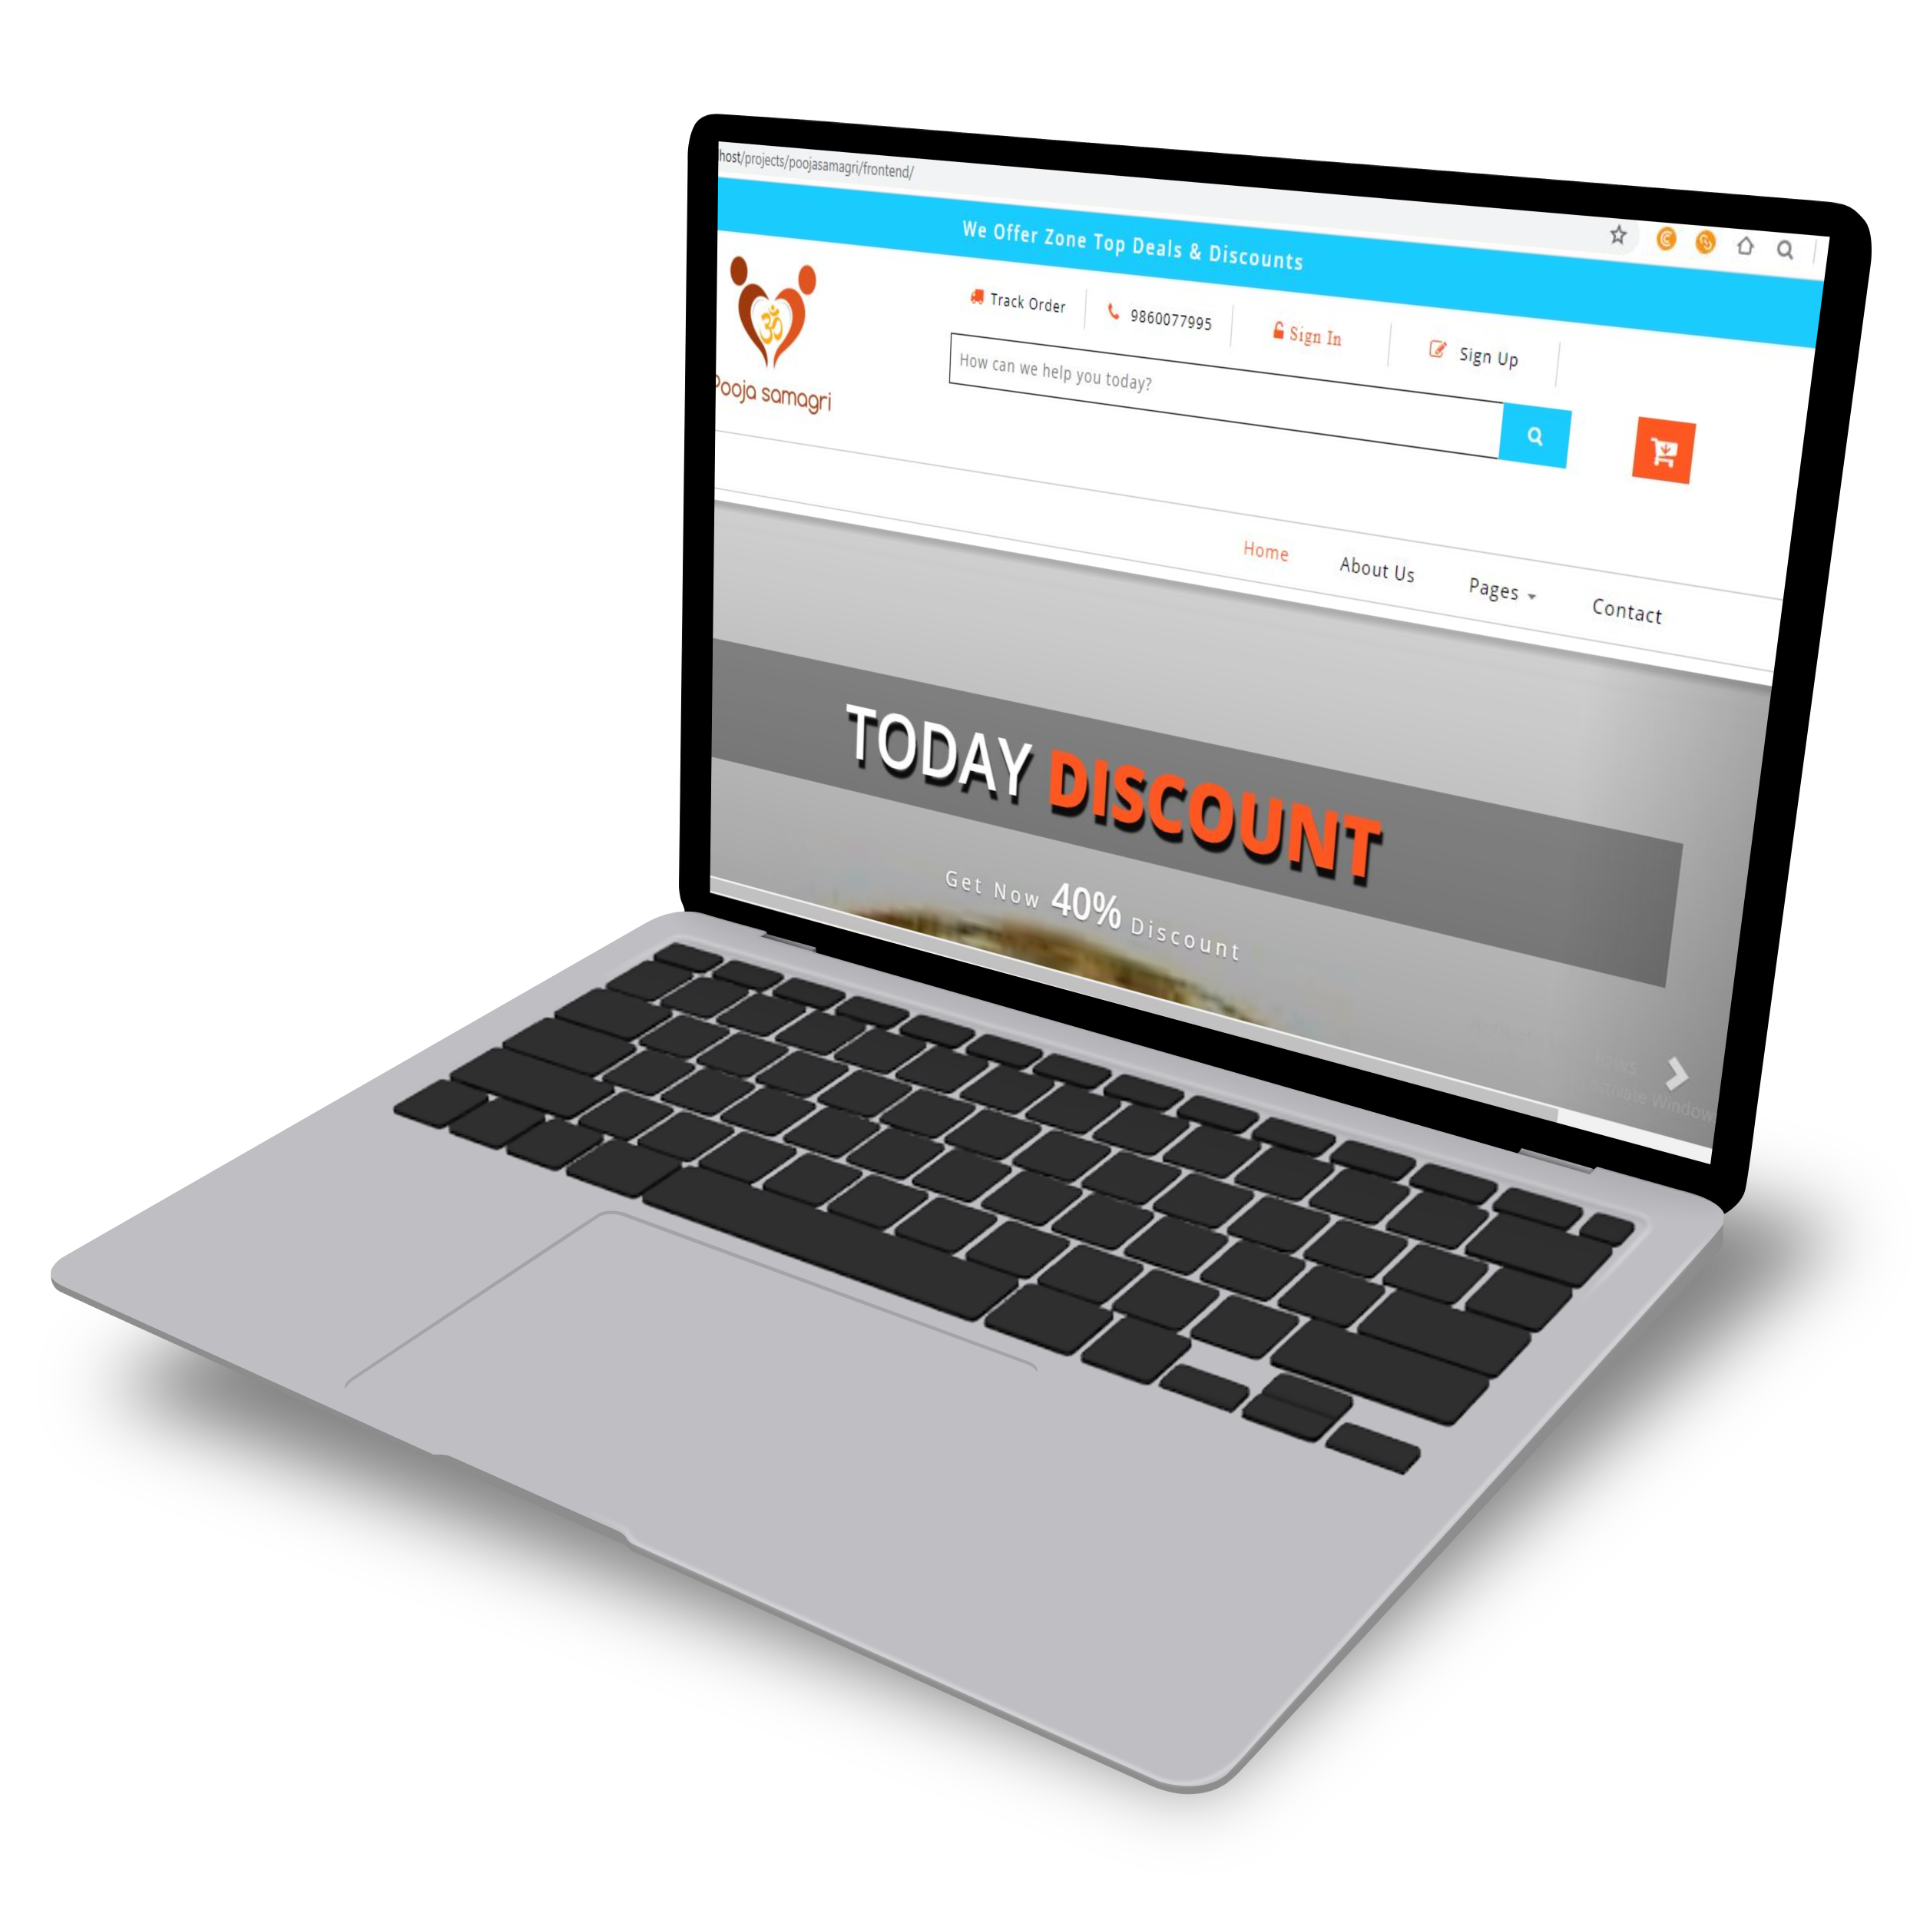 host/projects/poojasamagri/frontend/
We Offer Zone Top Deals & Discounts
ॐ
Pooja samagri
Track Order
9860077995
Sign In
Sign Up
How can we help you today?
Home
About Us
Pages
Contact
TODAY DISCOUNT
Get Now 40% Discount